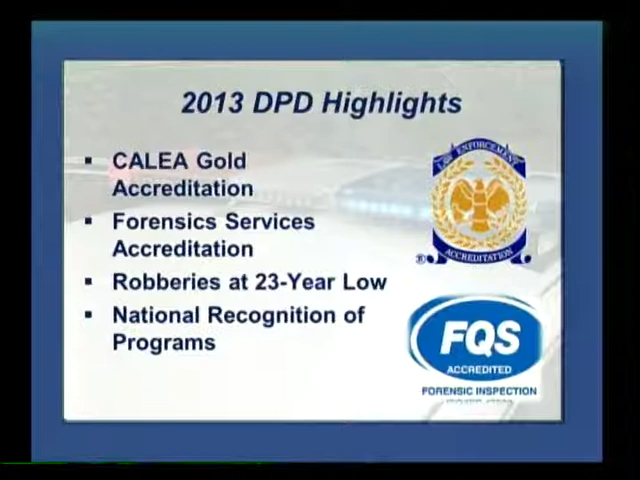 2013 DPD Highlights
▪ CALEA Gold
Accreditation
▪ Forensics Services
Accreditation
▪ Robberies at 23-Year Low
▪ National Recognition of
Programs
LAW ENFORCEMENT
ACCREDITATION
®
FQS
ACCREDITED
FORENSIC INSPECTION